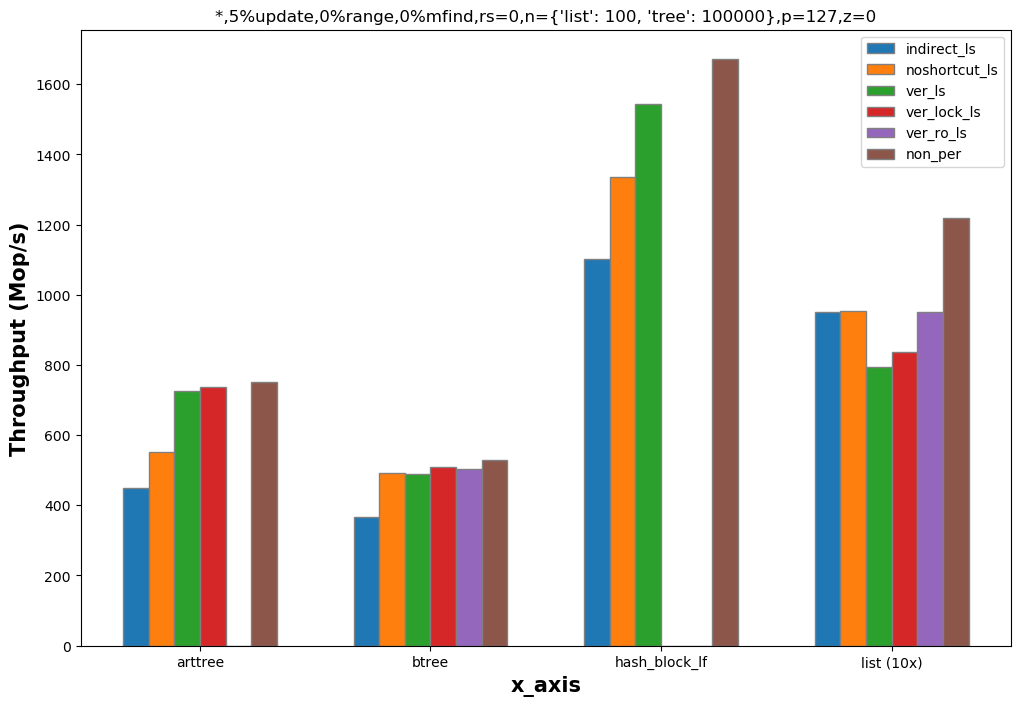 *,5%update,0%range,0%mfind,rs=0,n={'list': 100, 'tree': 100000},p=127,z=0
indirect_ls
noshortcut_ls
ver_ls
ver_lock_ls
ver_ro_ls
non_per
Throughput (Mop/s)
1600
1400
1200
1000
800
600
400
200
0
arttree btree hash_block_lf list (10x)
x_axis